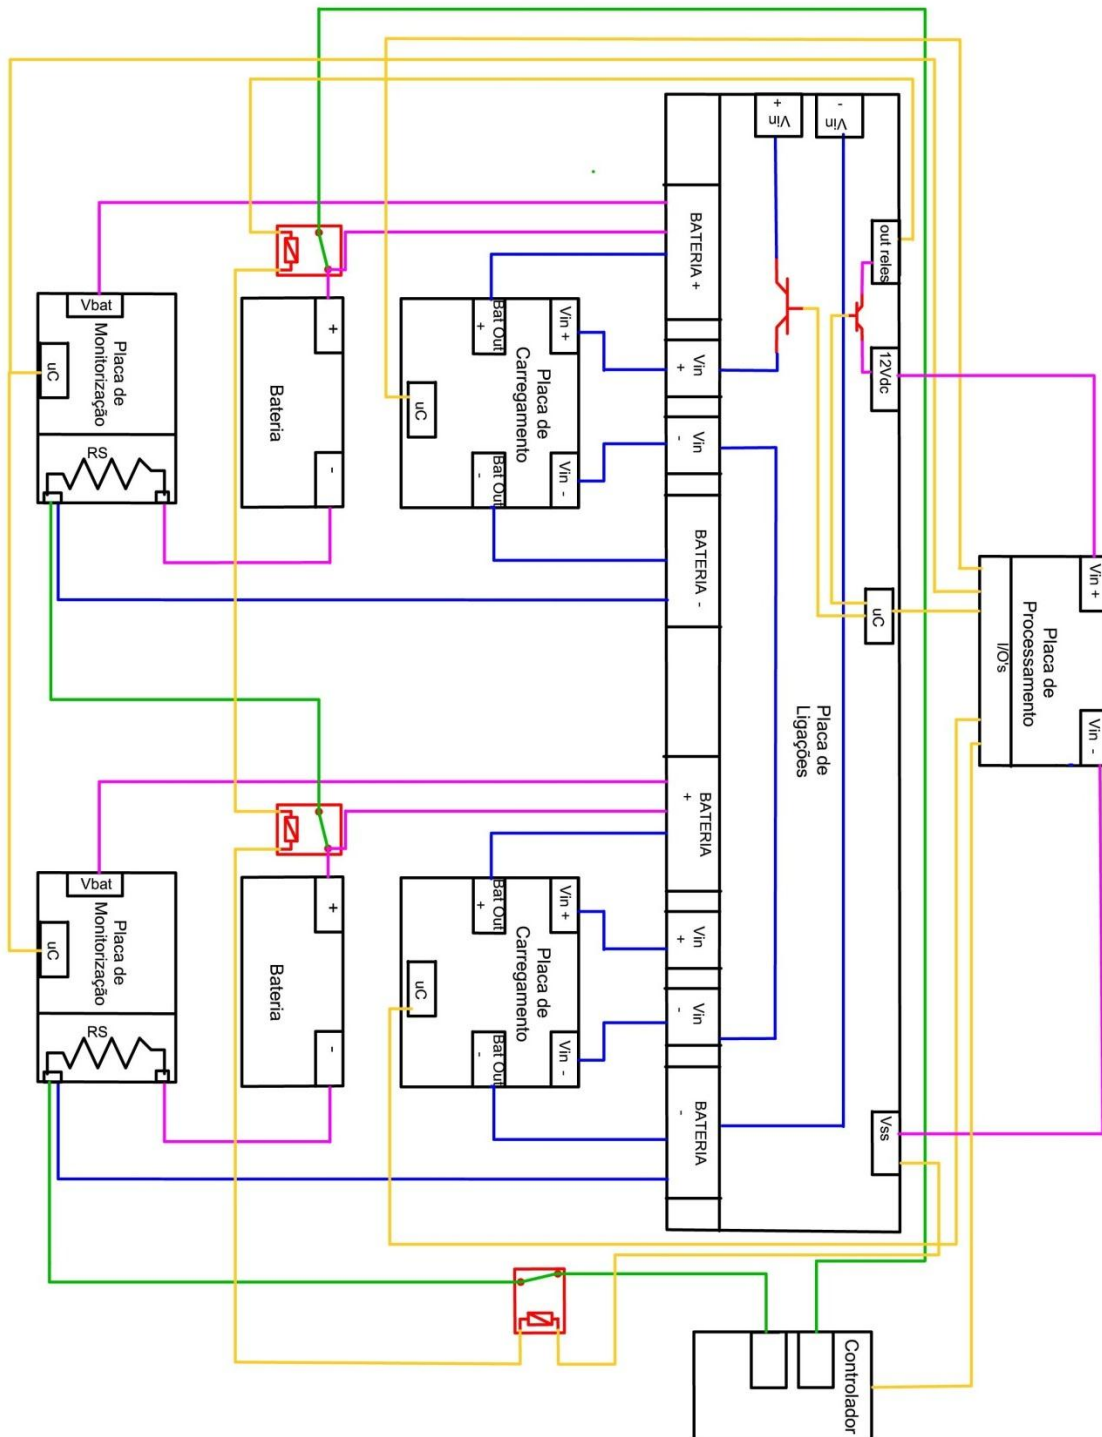 +
Vin
-
Vin
out reles
12Vdc
BATERIA +
Vin
+
Vin
-
BATERIA -
uC
Placa de
Ligações
Vin +
Placa de
Processamento
I/O's
Vin -
Vbat
Placa de
Monitorização
uC
RS
+
Bateria
-
Bat Out
+
Vin +
Placa de
Carregamento
uC
Bat Out
-
Vin -
BATERIA
+
Vin
+
Vin
-
BATERIA
-
Vss
Vbat
Placa de
Monitorização
uC
RS
+
Bateria
-
Bat Out
+
Vin +
Placa de
Carregamento
uC
Bat Out
-
Vin -
Controlador